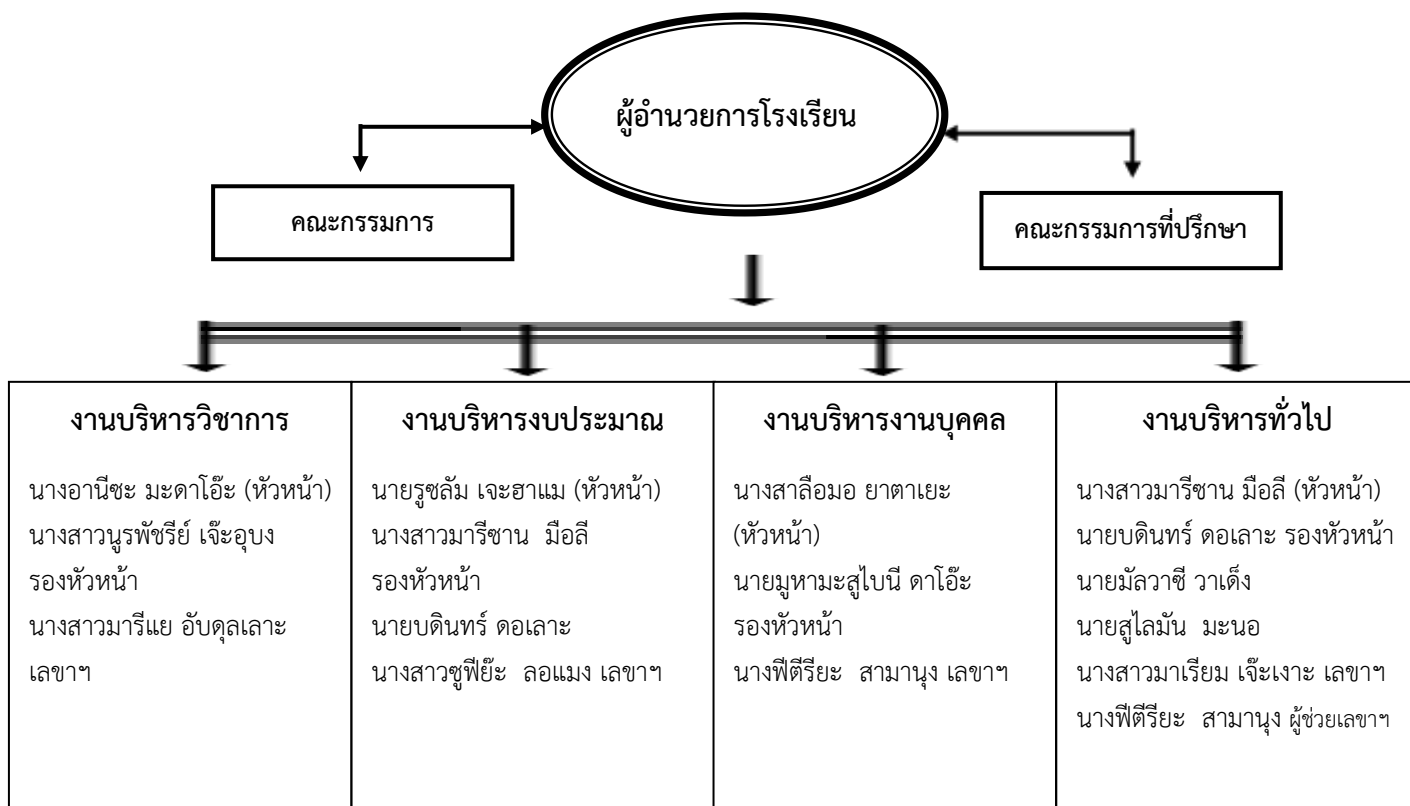 ผู้อำนวยการโรงเรียน
คณะกรรมการ
คณะกรรมการที่ปรึกษา
งานบริหารวิชาการ
นางอานีซะ มะดาโอ๊ะ (หัวหน้า)
นางสาวนูรพัชรีย์ เจ๊ะอุบง
รองหัวหน้า
นางสาวมารีแย อับดุลเลาะ
เลขาฯ
งานบริหารงบประมาณ
นายรูซลัม เจะฮาแม (หัวหน้า)
นางสาวมารีซาน มือลี
รองหัวหน้า
นายบดินทร์ ดอเลาะ
นางสาวซูฟีย๊ะ ลอแมง เลขาฯ
งานบริหารงานบุคคล
นางสาลือมอ ยาตาเยะ
(หัวหน้า)
นายมูหามะสูไบนี ดาโอ๊ะ
รองหัวหน้า
นางฟีตีรียะ สามานุง เลขาฯ
งานบริหารทั่วไป
นางสาวมารีซาน มือลี (หัวหน้า)
นายบดินทร์ ดอเลาะ รองหัวหน้า
นายมัลวาซี วาเด็ง
นายสูไลมัน มะนอ
นางสาวมาเรียม เจ๊ะเงาะ เลขาฯ
นางฟีตีรียะ สามานุง ผู้ช่วยเลขาฯ